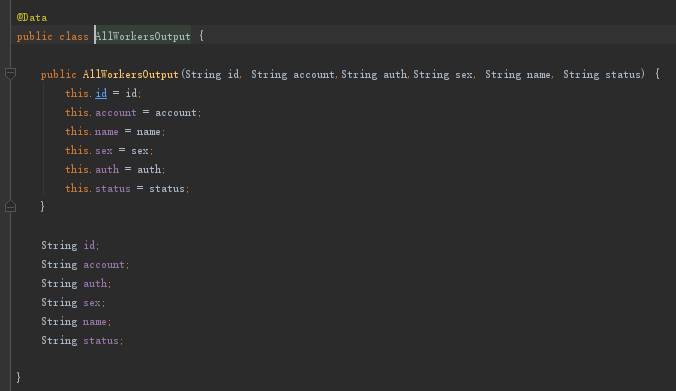 @Data
public class AllWorkersOutput {
public AllWorkersOutput(String id, String account,String auth,String sex, String name, String status) {
this.id = id;
this.account = account;
this.name = name;
this.sex = sex;
this.auth = auth;
this.status = status;
}
String id;
String account;
String auth;
String sex;
String name;
String status;
}